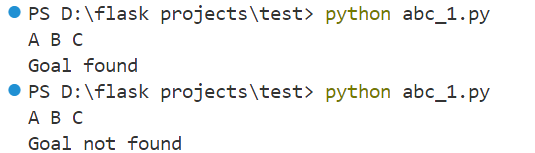 PS D:\flask projects\test> python abc_1.py
A B C
Goal found
PS D:\flask projects\test> python abc_1.py
A B C
Goal not found